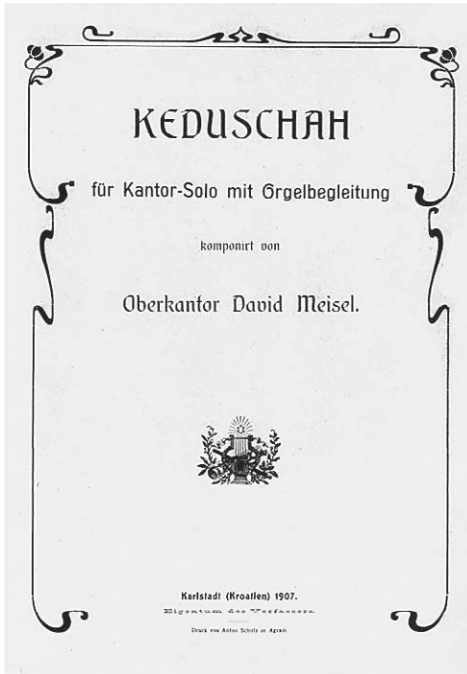 KEDUSCHAH
für Kantor-Solo mit Orgelbegleitung
komponirt von
Oberkantor David Meisel.
Karlstadt (Kroatien) 1907.
Eigentum des Verfassers.
Druck von Anton Scholz in Agram